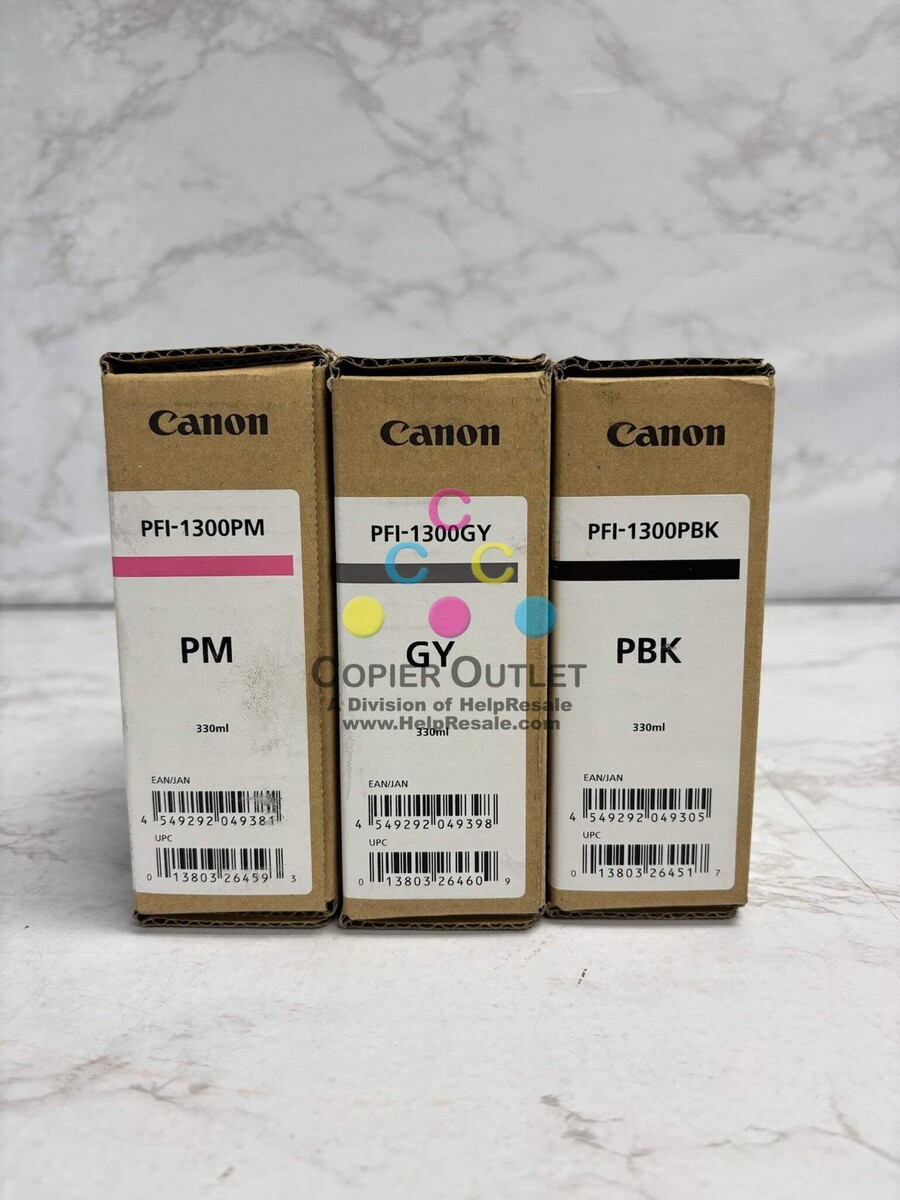 Canon
PFI-1300PM
PM
330ml
EAN/JAN
4 549292 049381
UPC
0 13803 26459 3
Canon
PFI-1300GY
GY
330ml
EAN/JAN
4 549292 049398
UPC
0 13803 26460 9
Canon
PFI-1300PBK
PBK
330ml
EAN/JAN
4 549292 049305
UPC
0 13803 26451 7
C
C C
COPIER OUTLET
A Division of HelpResale
www.HelpResale.com